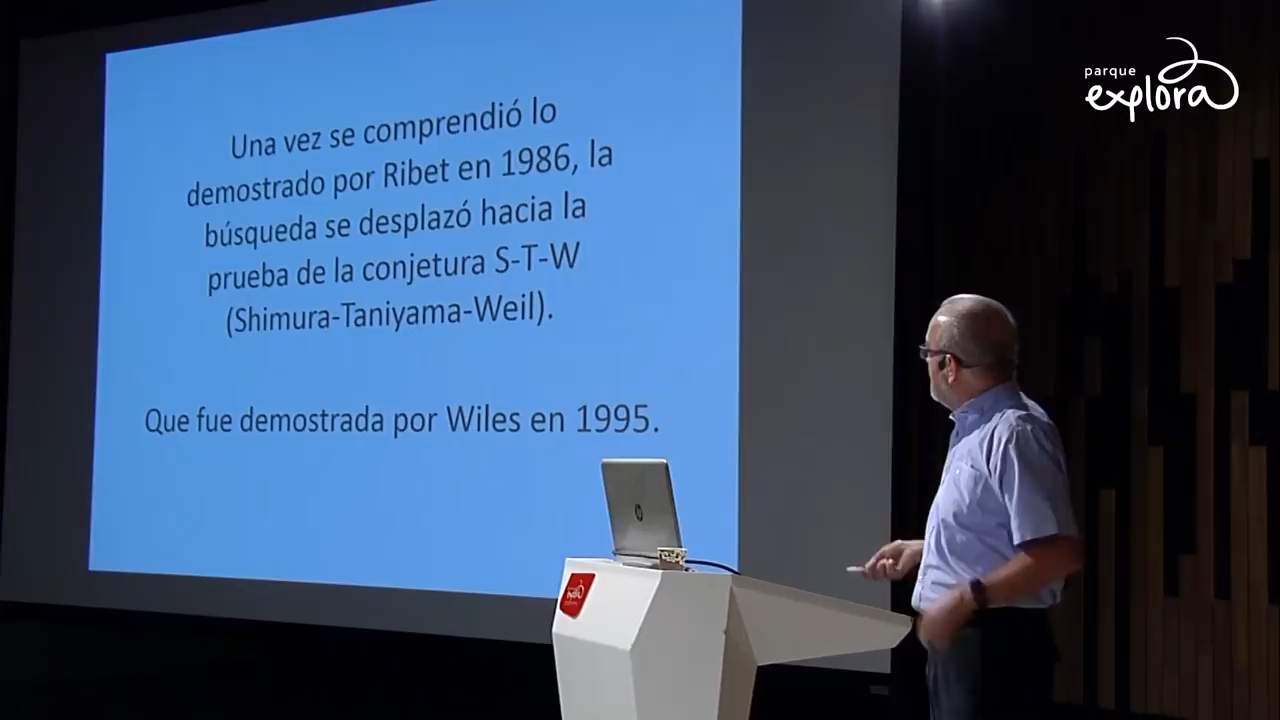 parque
explora
Una vez se comprendió lo
demostrado por Ribet en 1986, la
búsqueda se desplazó hacia la
prueba de la conjetura S-T-W
(Shimura-Taniyama-Weil).
Que fue demostrada por Wiles en 1995.
hp